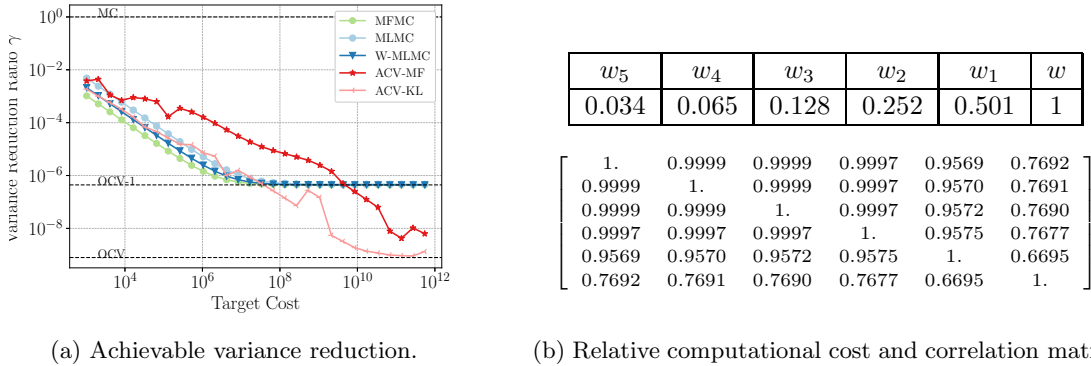 MC
10^0
10^{-2}
10^{-4}
10^{-6}
10^{-8}
MFMC
MLMC
W-MLMC
ACV-MF
ACV-KL
OCV-1
OCV
10^4
10^6
10^8
10^{10}
10^{12}
Target Cost
Variance Reduction Ratio γ
(a) Achievable variance reduction.
w_5 w_4 w_3 w_2 w_1 w
0.034 0.065 0.128 0.252 0.501 1
1. 0.9999 0.9999 0.9997 0.9569 0.7692
0.9999 1. 0.9999 0.9997 0.9570 0.7691
0.9999 0.9999 1. 0.9997 0.9572 0.7690
0.9997 0.9997 0.9997 1. 0.9575 0.7677
0.9569 0.9570 0.9572 0.9575 1. 0.6695
0.7692 0.7691 0.7690 0.7677 0.6695 1.
(b) Relative computational cost and correlation mat